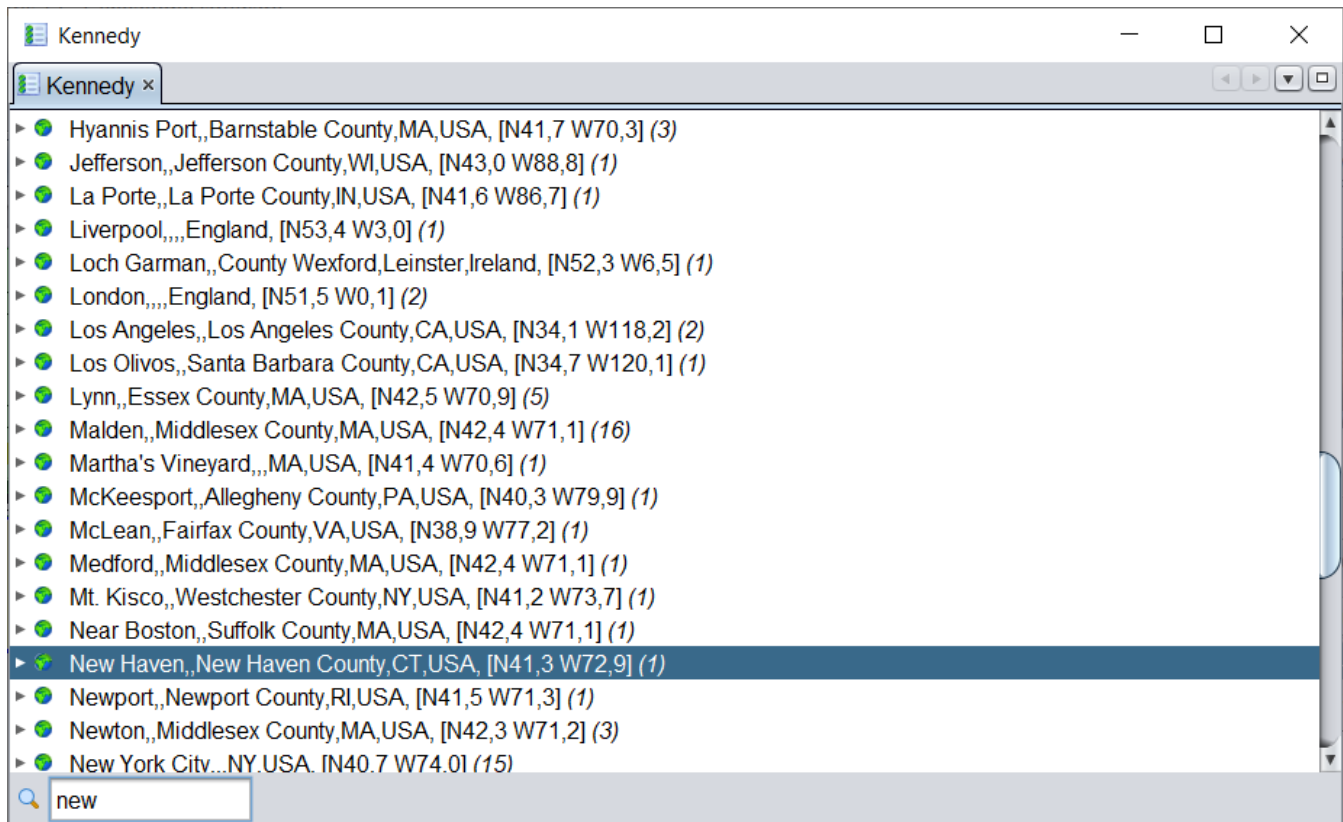 Kennedy
Kennedy
Hyannis Port,,Barnstable County,MA,USA, [N41,7 W70,3] (3)
Jefferson,,Jefferson County,WI,USA, [N43,0 W88,8] (1)
La Porte,,La Porte County,IN,USA, [N41,6 W86,7] (1)
Liverpool,,,,England, [N53,4 W3,0] (1)
Loch Garman,,County Wexford,Leinster,Ireland, [N52,3 W6,5] (1)
London,,,,England, [N51,5 W0,1] (2)
Los Angeles,,Los Angeles County,CA,USA, [N34,1 W118,2] (2)
Los Olivos,,Santa Barbara County,CA,USA, [N34,7 W120,1] (1)
Lynn,,Essex County,MA,USA, [N42,5 W70,9] (5)
Malden,,Middlesex County,MA,USA, [N42,4 W71,1] (16)
Martha's Vineyard,,,MA,USA, [N41,4 W70,6] (1)
McKeesport,,Allegheny County,PA,USA, [N40,3 W79,9] (1)
McLean,,Fairfax County,VA,USA, [N38,9 W77,2] (1)
Medford,,Middlesex County,MA,USA, [N42,4 W71,1] (1)
Mt. Kisco,,Westchester County,NY,USA, [N41,2 W73,7] (1)
Near Boston,,Suffolk County,MA,USA, [N42,4 W71,1] (1)
New Haven,,New Haven County,CT,USA, [N41,3 W72,9] (1)
Newport,,Newport County,RI,USA, [N41,5 W71,3] (1)
Newton,,Middlesex County,MA,USA, [N42,3 W71,2] (3)
New York City,,,NY,USA, [N40,7 W74,0] (15)
new